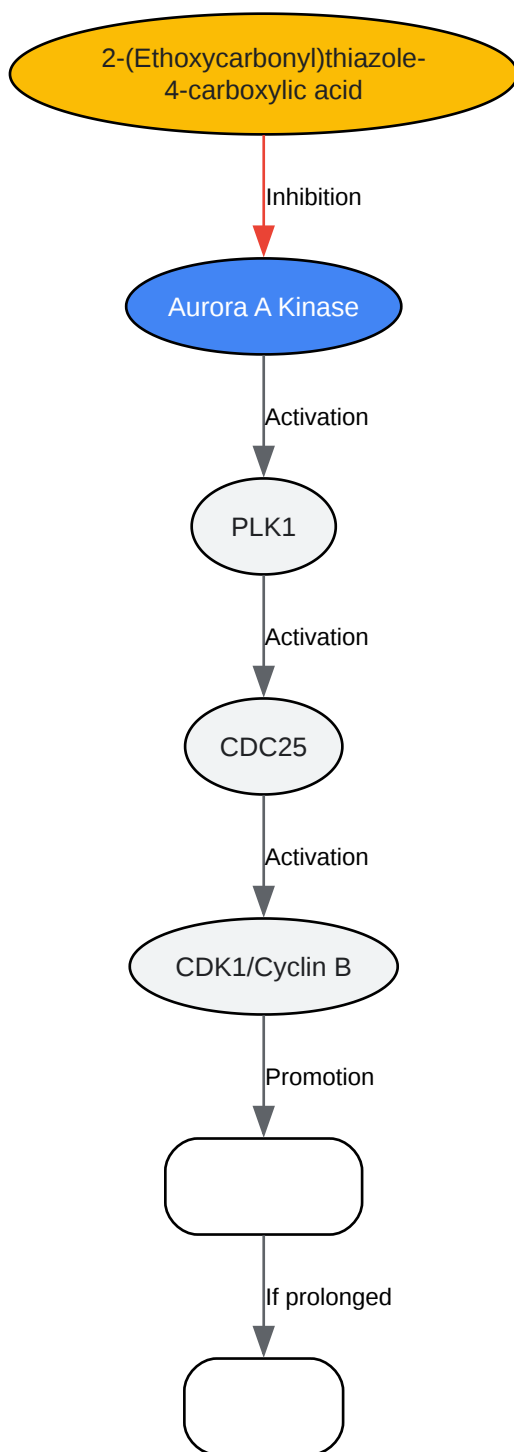 2-(Ethoxycarbonyl)thiazole-
4-carboxylic acid
Inhibition
Aurora A Kinase
Activation
PLK1
Activation
CDC25
Activation
CDK1/Cyclin B
Promotion
If prolonged